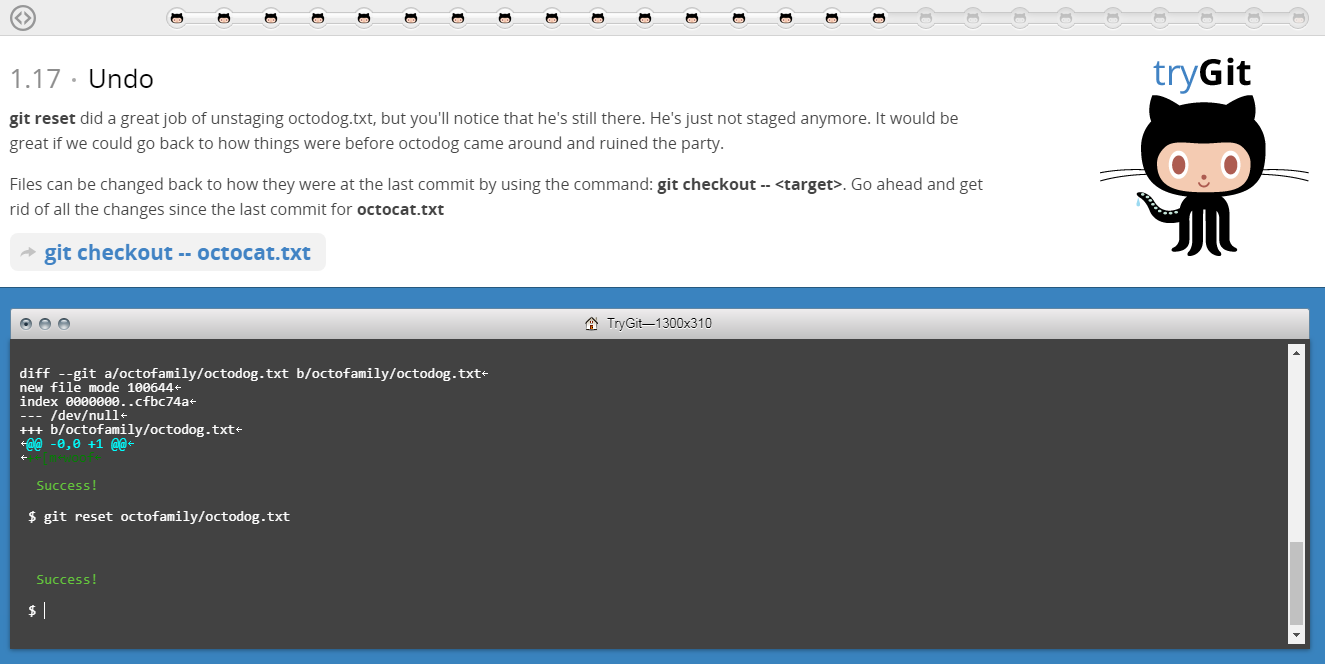 tryGit
1.17 · Undo
git reset did a great job of unstaging octodog.txt, but you'll notice that he's still there. He's just not staged anymore. It would be
great if we could go back to how things were before octodog came around and ruined the party.
Files can be changed back to how they were at the last commit by using the command: git checkout -- <target>. Go ahead and get
rid of all the changes since the last commit for octocat.txt
git checkout -- octocat.txt
TryGit—1300x310
diff --git a/octofamily/octodog.txt b/octofamily/octodog.txt←
new file mode 100644←
index 0000000..cfbc74a←
--- /dev/null←
+++ b/octofamily/octodog.txt←
←@@ -0,0 +1 @@←
Success!
$ git reset octofamily/octodog.txt
Success!
$